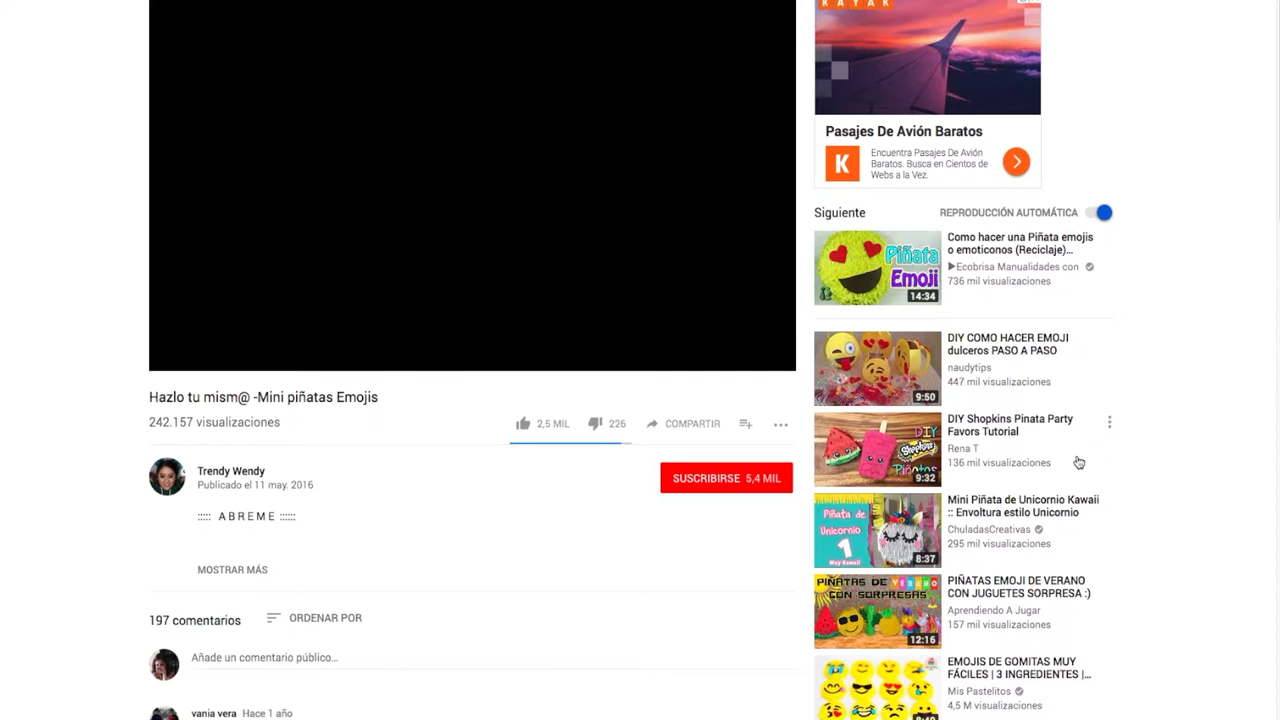 KAYAK
Pasajes De Avión Baratos
K
Encuentra Pasajes De Avión
Baratos. Busca en Cientos de
Webs a la Vez.
Siguiente
REPRODUCCIÓN AUTOMÁTICA
Piñata
Emoji
14:34
Como hacer una Piñata emojis
o emoticonos (Reciclaje)...
▶Ecobrisa Manualidades con
736 mil visualizaciones
9:50
DIY COMO HACER EMOJI
dulceros PASO A PASO
naudytips
447 mil visualizaciones
DIY
Shopkins
Piñatas
9:32
DIY Shopkins Pinata Party
Favors Tutorial
Rena T
136 mil visualizaciones
Piñata de
Unicornio
1
Muy Kawaii
8:37
Mini Piñata de Unicornio Kawaii
:: Envoltura estilo Unicornio
ChuladasCreativas
295 mil visualizaciones
PIÑATAS DE VERANO
CON SORPRESAS
12:16
PIÑATAS EMOJI DE VERANO
CON JUGUETES SORPRESA :)
Aprendiendo A Jugar
157 mil visualizaciones
8:40
EMOJIS DE GOMITAS MUY
FÁCILES | 3 INGREDIENTES |...
Mis Pastelitos
4,5 M visualizaciones
Hazlo tu mism@ -Mini piñatas Emojis
242.157 visualizaciones
2,5 MIL
226
COMPARTIR
Trendy Wendy
Publicado el 11 may. 2016
SUSCRIBIRSE 5,4 MIL
::::: A B R E M E ::::::
MOSTRAR MÁS
197 comentarios
ORDENAR POR
Añade un comentario público...
vania vera Hace 1 año